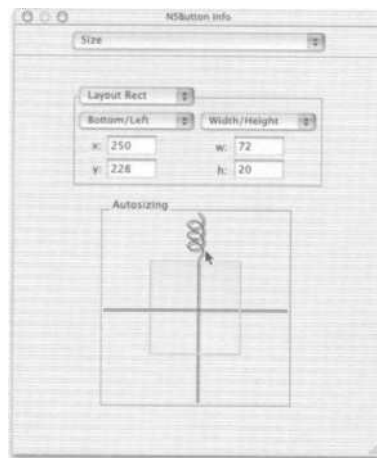 NSButton Info
Size
Layout Rect
Bottom/Left Width/Height
x: 250 w: 72
y: 228 h: 20
Autosizing